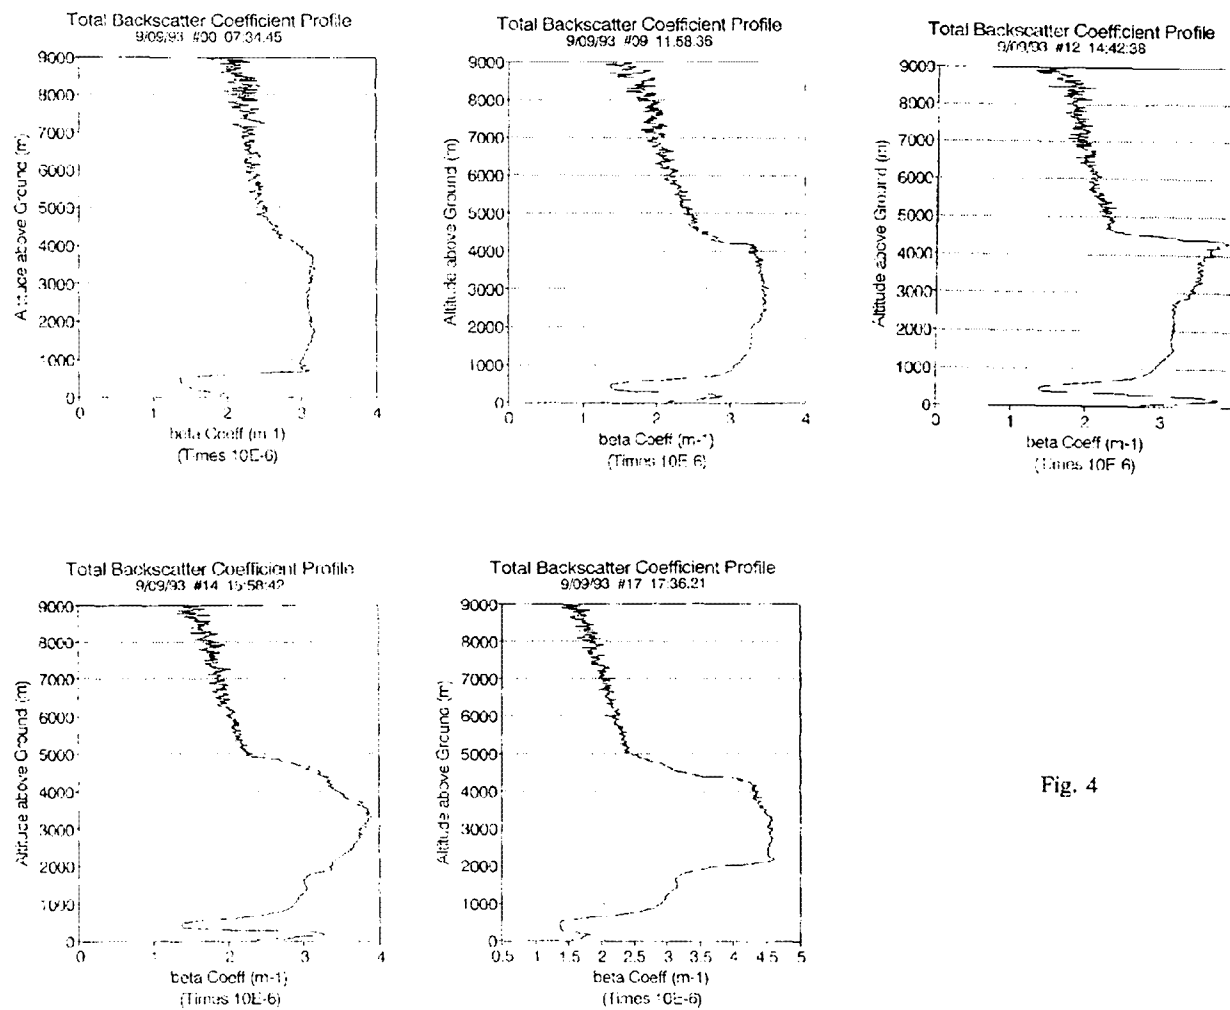 Total Backscatter Coefficient Profile
9/09/93 #00 07:34.45
9000
8000
7000
6000
5000
4000
3000
2000
1000
0
Altitude above Ground (m)
0 1 2 3 4
beta Coeff (m-1)
(Times 10E-6)
Total Backscatter Coefficient Profile
9/09/93 #09 11.58.36
9000
8000
7000
6000
5000
4000
3000
2000
1000
0
Altitude above Ground (m)
0 1 2 3 4
beta Coeff (m-1)
(Times 10E-6)
Total Backscatter Coefficient Profile
9/09/93 #12 14:42:38
9000
8000
7000
6000
5000
4000
3000
2000
1000
0
Altitude above Ground (m)
0 1 2 3
beta Coeff (m-1)
(Times 10E-6)
Total Backscatter Coefficient Profile
9/09/93 #14 15:58:42
9000
8000
7000
6000
5000
4000
3000
2000
1000
0
Altitude above Ground (m)
0 1 2 3 4
beta Coeff (m-1)
(Times 10E-6)
Total Backscatter Coefficient Profile
9/09/93 #17 17:36.21
9000
8000
7000
6000
5000
4000
3000
2000
1000
0
Altitude above Ground (m)
0.5 1 1.5 2 2.5 3 3.5 4 4.5 5
beta Coeff (m-1)
(Times 10E-6)
Fig. 4